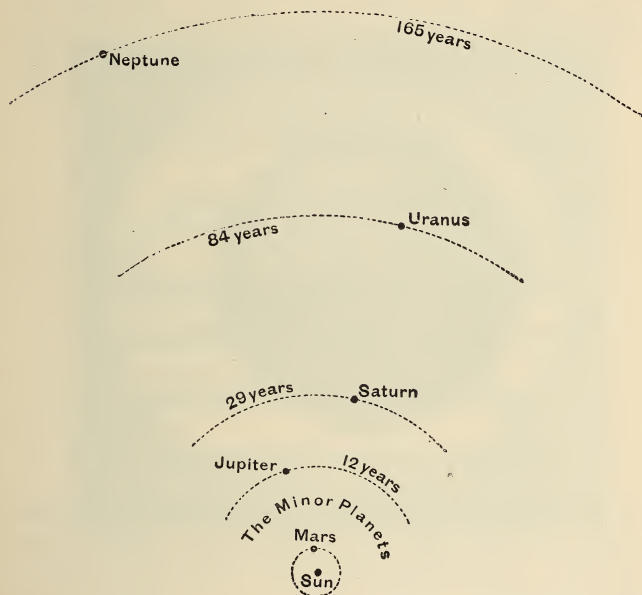 165 years
Neptune
Uranus
84 years
29 years
Saturn
Jupiter
12 years
The Minor Planets
Mars
Sun